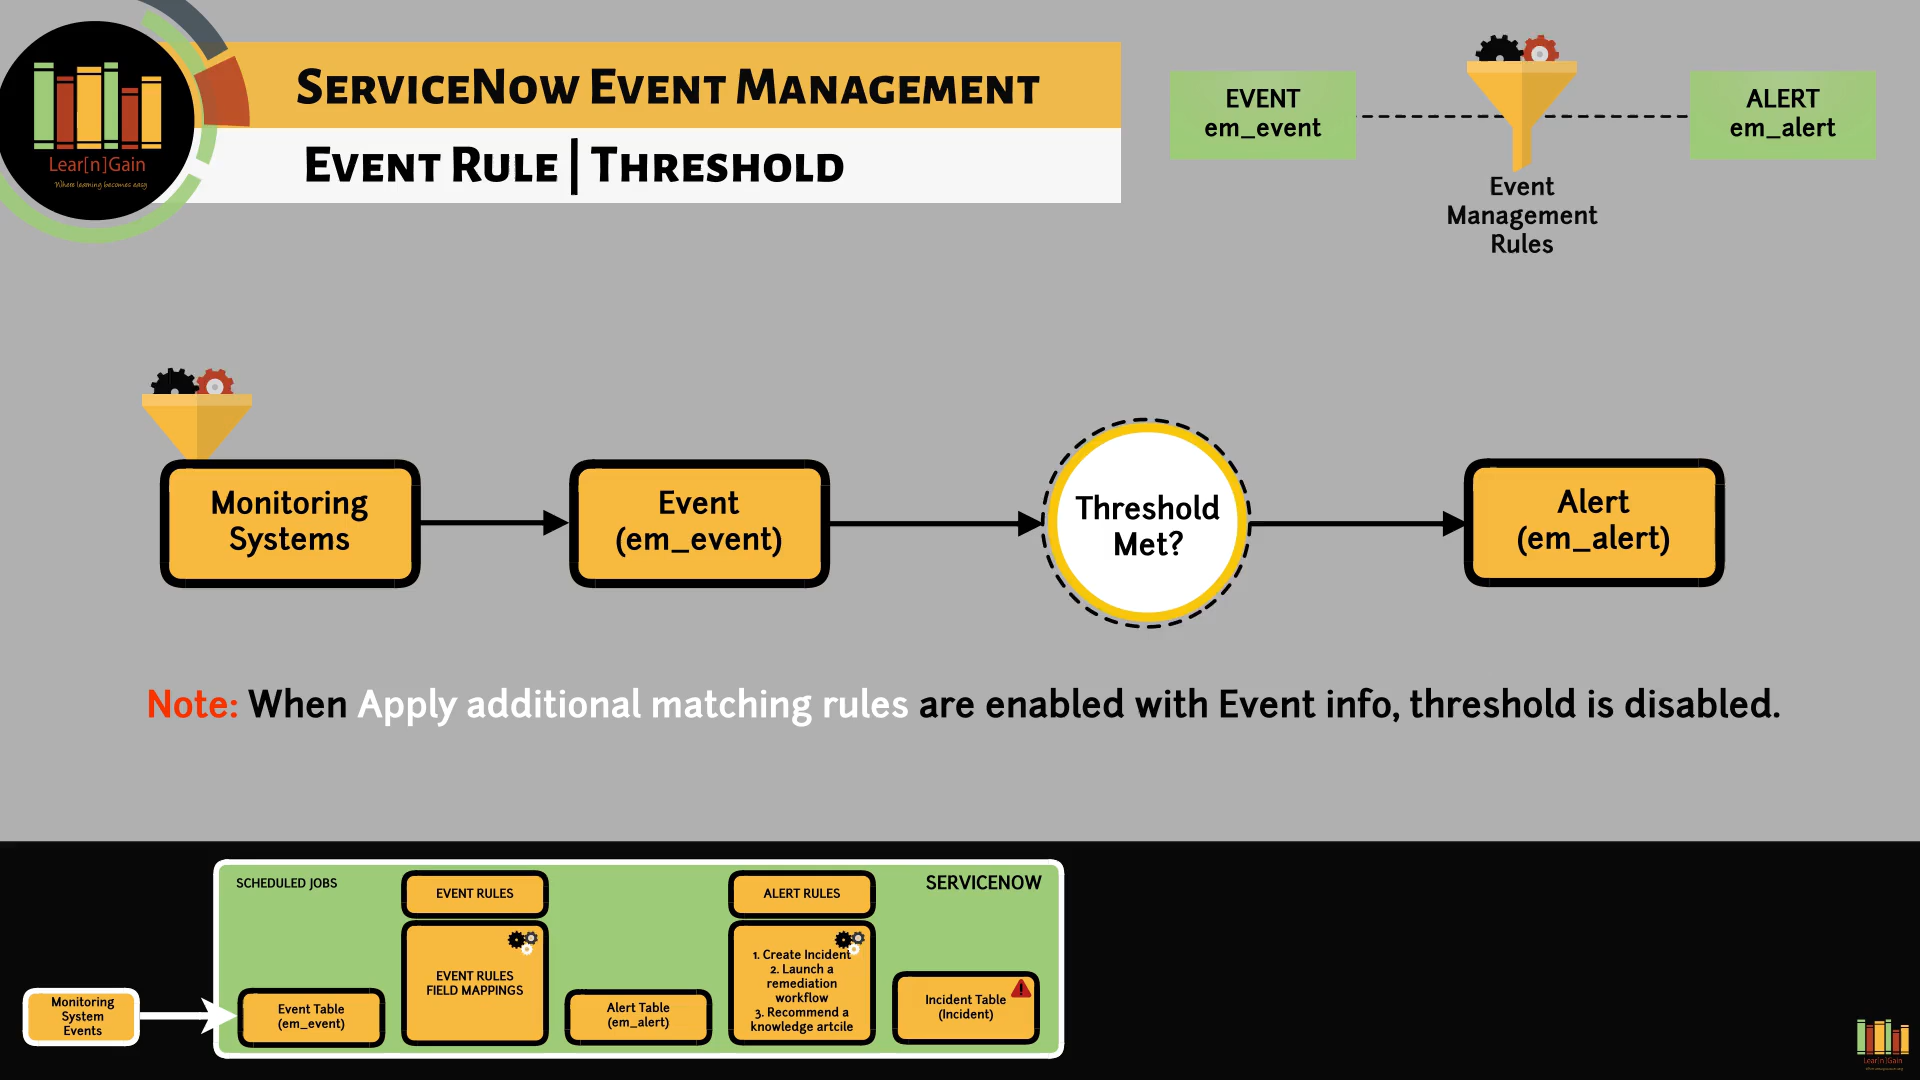 SERVICENOW EVENT MANAGEMENT
EVENT RULE | THRESHOLD
Lear[n]Gain
Where learning becomes easy
EVENT
em_event
ALERT
em_alert
Event
Management
Rules
Monitoring
Systems
Event
(em_event)
Threshold
Met?
Alert
(em_alert)
Note: When Apply additional matching rules are enabled with Event info, threshold is disabled.
SCHEDULED JOBS
SERVICENOW
Monitoring
System
Events
Event Table
(em_event)
EVENT RULES
EVENT RULES
FIELD MAPPINGS
Alert Table
(em_alert)
ALERT RULES
1. Create Incident
2. Launch a
remediation
workflow
3. Recommend a
knowledge artcile
Incident Table
(Incident)
Lear[n]Gain